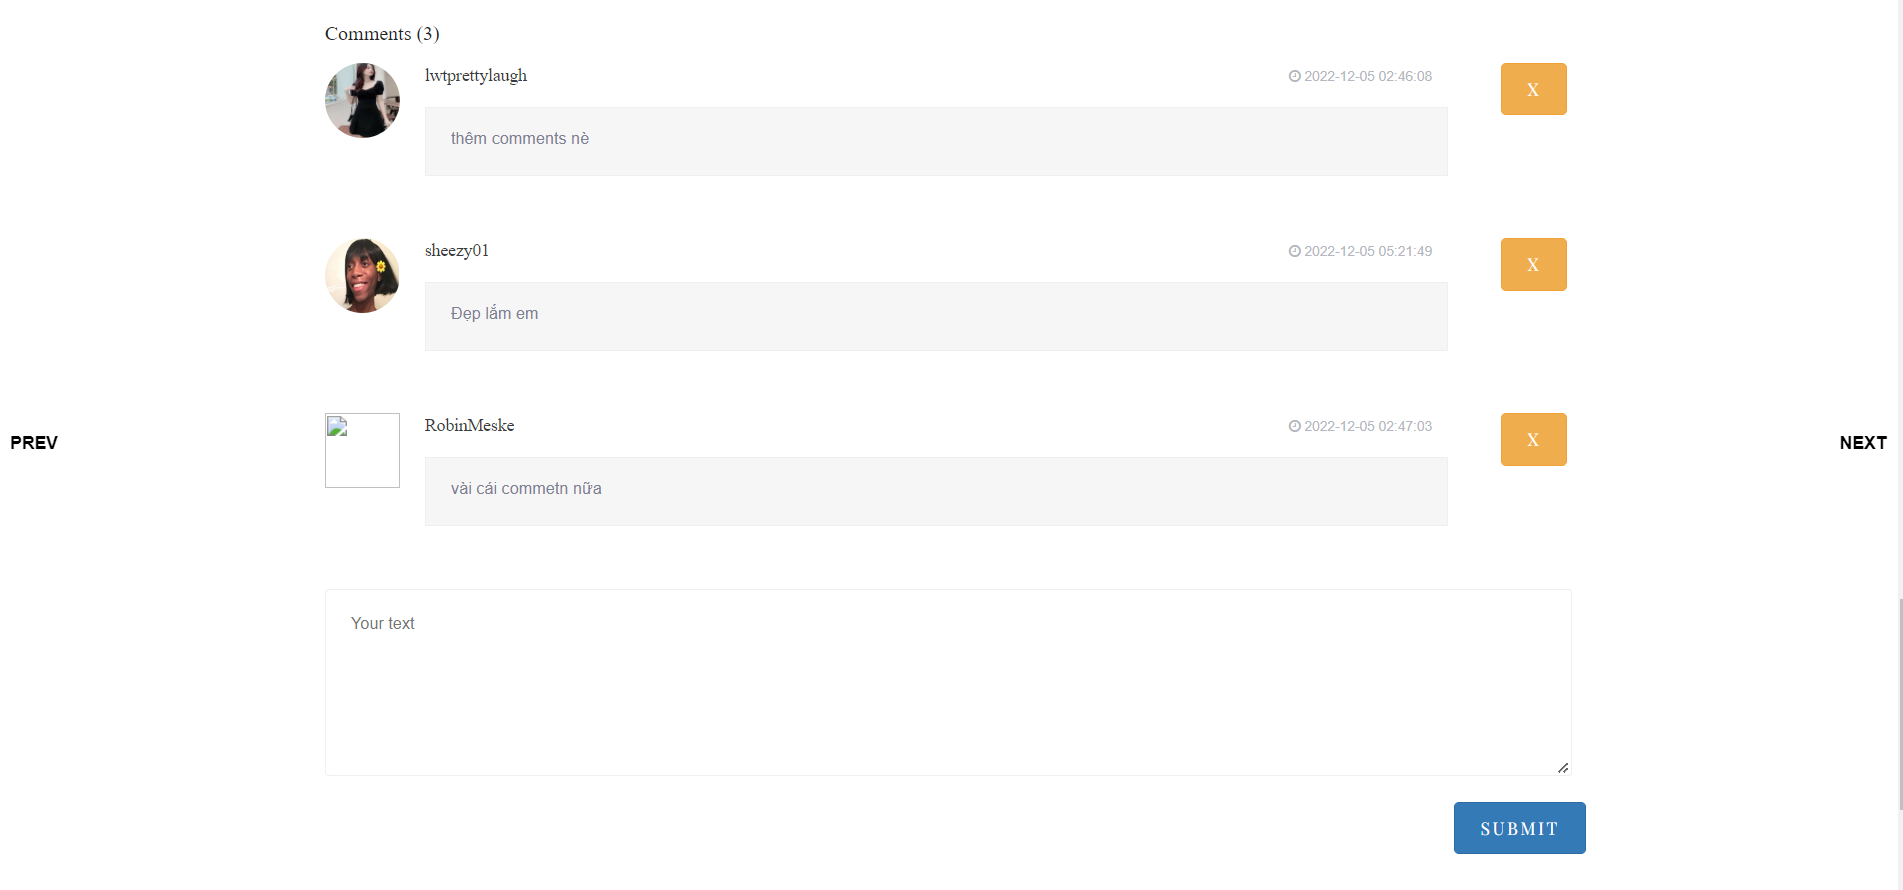 Comments (3)
lwtprettylaugh
2022-12-05 02:46:08
X
thêm comments nè
sheezy01
2022-12-05 05:21:49
X
Đẹp lắm em
RobinMeske
2022-12-05 02:47:03
X
PREV
NEXT
vài cái commetn nữa
Your text
SUBMIT